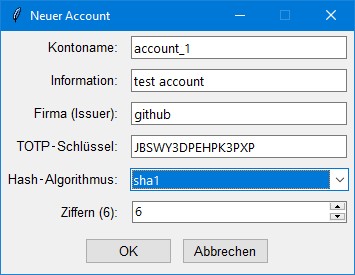 Neuer Account
Kontoname: account_1
Information: test account
Firma (Issuer): github
TOTP-Schlüssel: JBSWY3DPEHPK3PXP
Hash-Algorithmus: sha1
Ziffern (6): 6
OK Abbrechen